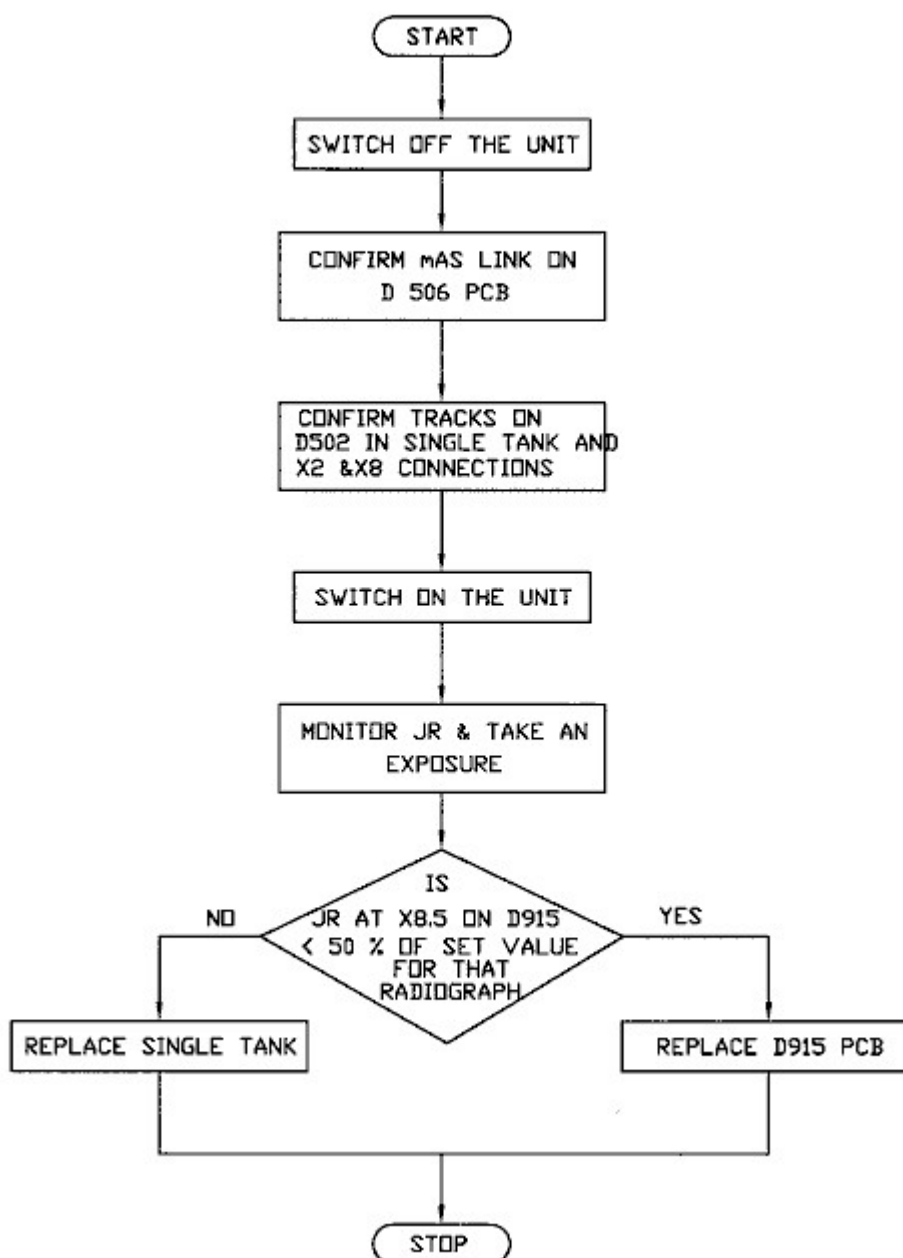 START
SWITCH OFF THE UNIT
CONFIRM mAS LINK ON
D 506 PCB
CONFIRM TRACKS ON
D502 IN SINGLE TANK AND
X2 &X8 CONNECTIONS
SWITCH ON THE UNIT
MONITOR JR & TAKE AN
EXPOSURE
IS
JR AT X8.5 ON D915
< 50 % OF SET VALUE
FOR THAT
RADIOGRAPH
NO
YES
REPLACE SINGLE TANK
REPLACE D915 PCB
STOP